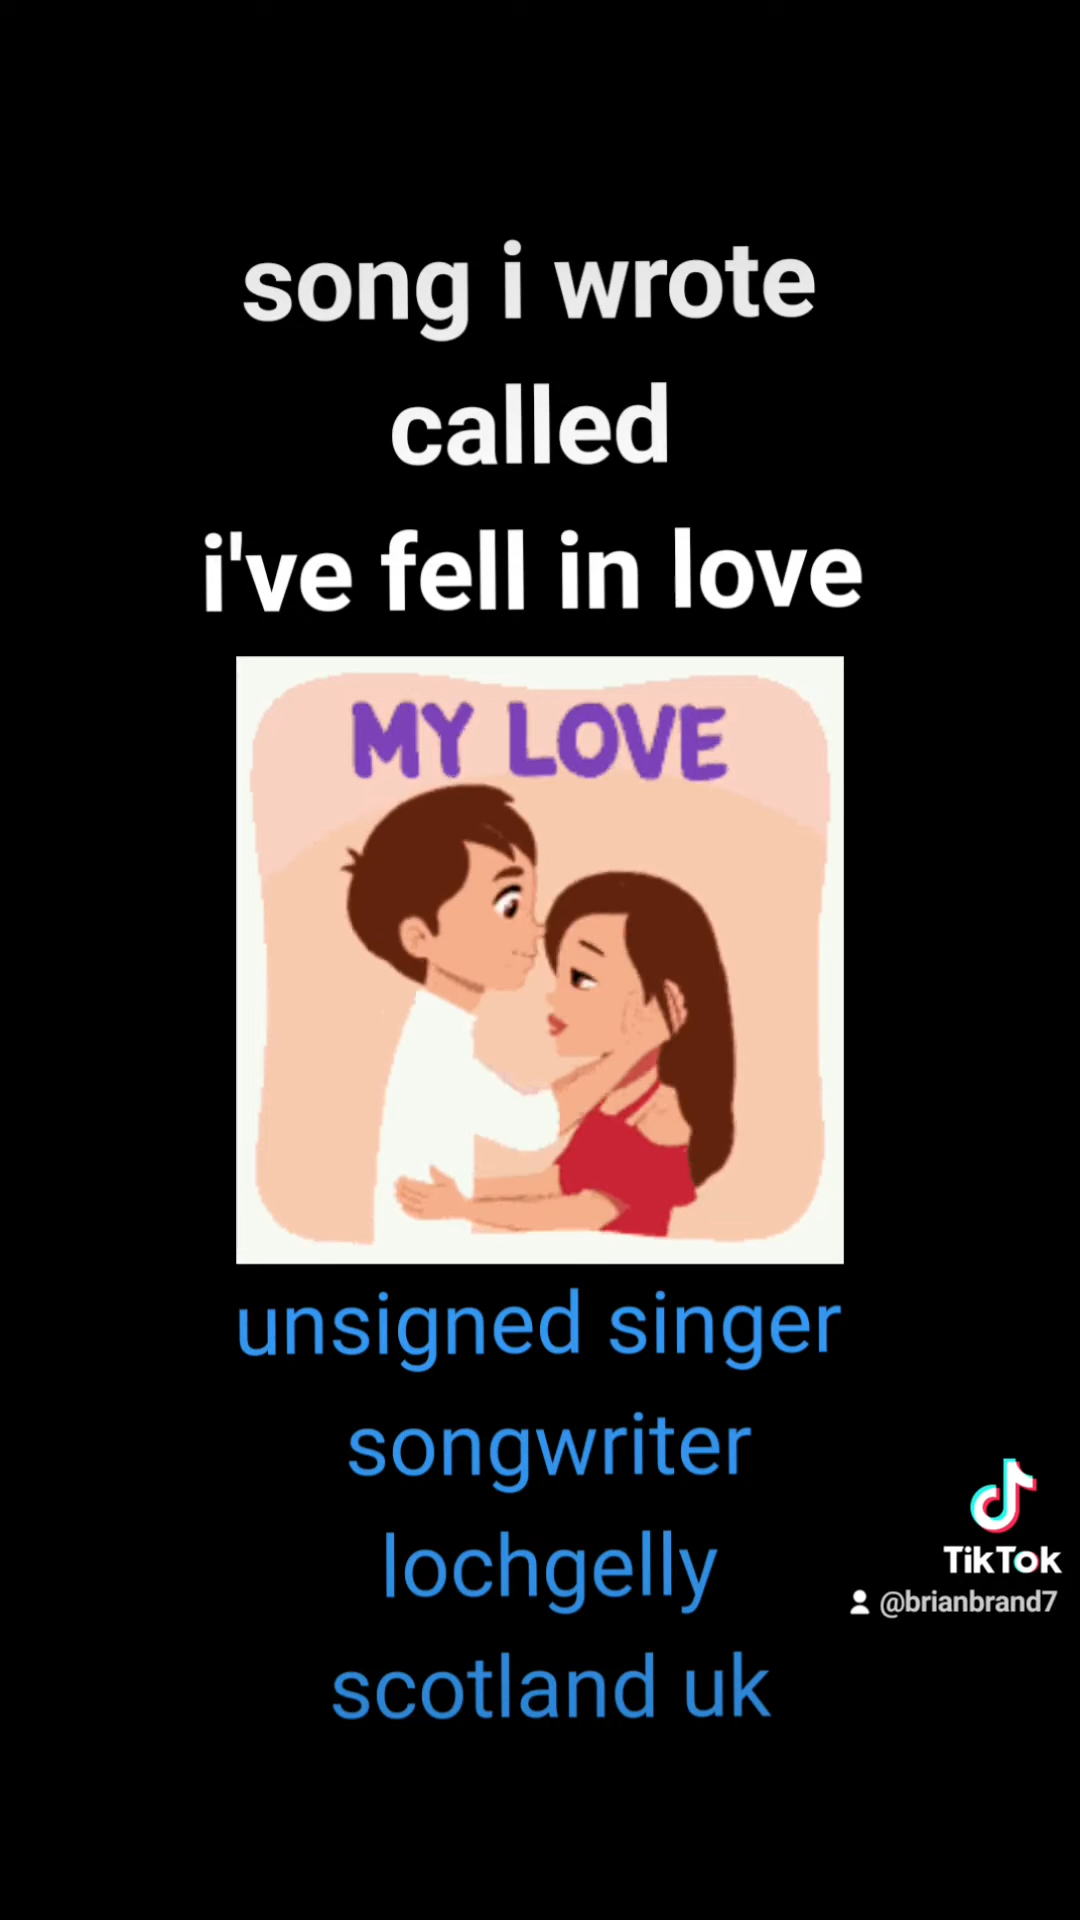 song i wrote
called
i've fell in love
MY LOVE
unsigned singer
songwriter
lochgelly
scotland uk
TikTok
@brianbrand7